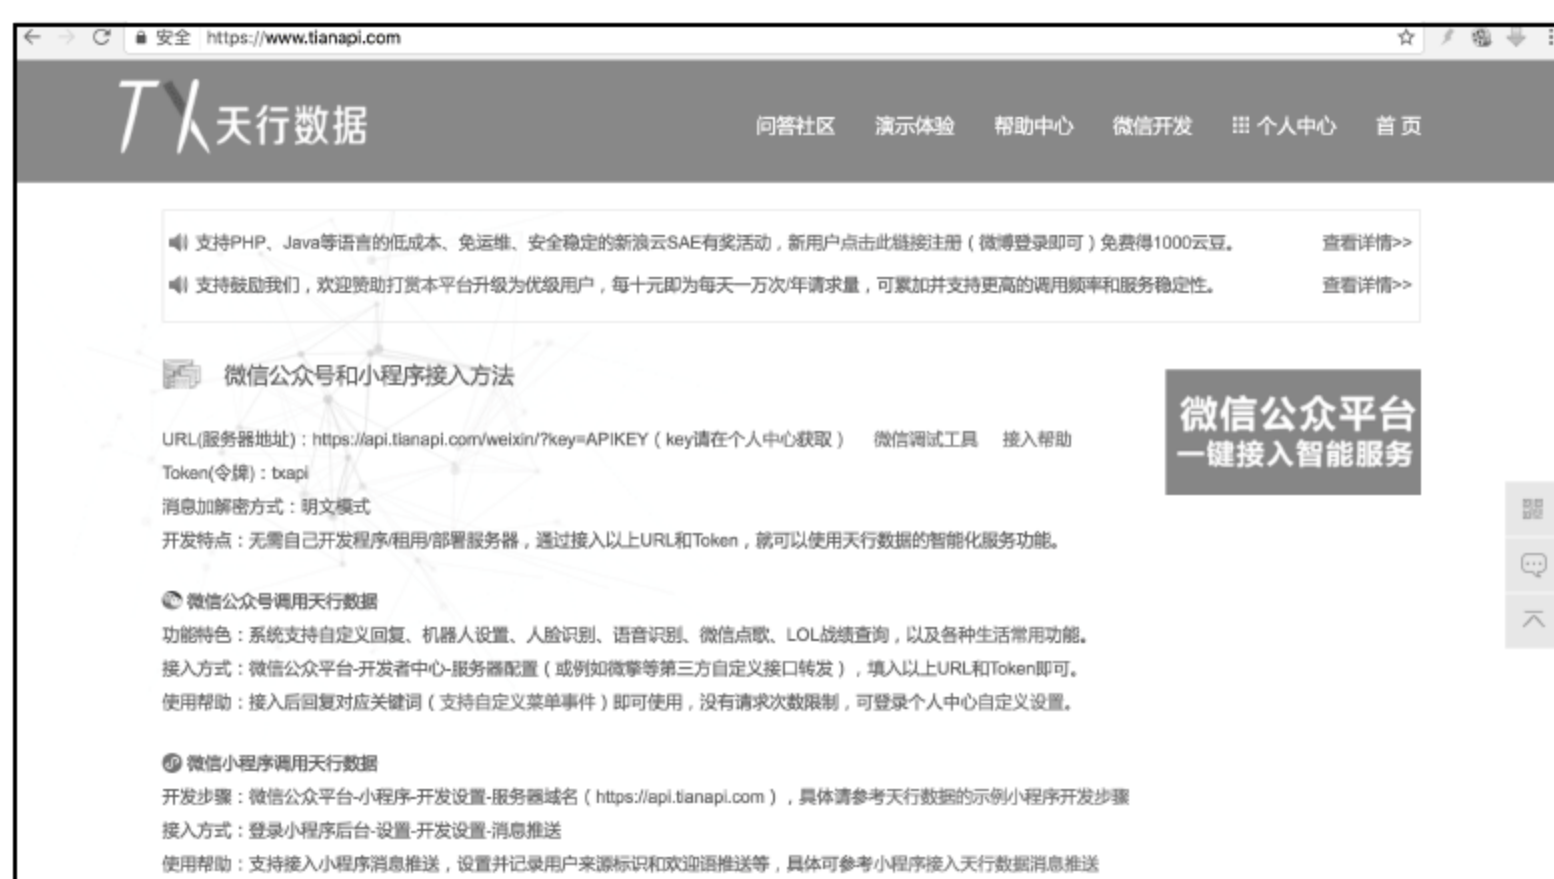 安全 https://www.tianapi.com
TX天行数据
问答社区 演示体验 帮助中心 微信开发 个人中心 首 页
支持PHP、Java等语言的低成本、免运维、安全稳定的新浪云SAE有奖活动，新用户点击此链接注册（微博登录即可）免费得1000云豆。 查看详情>>
支持鼓励我们，欢迎赞助打赏本平台升级为优级用户，每十元即为每天一万次/年请求量，可累加并支持更高的调用频率和服务稳定性。 查看详情>>
微信公众号和小程序接入方法
微信公众平台
一键接入智能服务
URL(服务器地址)：https://api.tianapi.com/weixin/?key=APIKEY（key请在个人中心获取） 微信调试工具 接入帮助
Token(令牌)：txapi
消息加解密方式：明文模式
开发特点：无需自己开发程序/租用/部署服务器，通过接入以上URL和Token，就可以使用天行数据的智能化服务功能。
微信公众号调用天行数据
功能特色：系统支持自定义回复、机器人设置、人脸识别、语音识别、微信点歌、LOL战绩查询，以及各种生活常用功能。
接入方式：微信公众平台-开发者中心-服务器配置（或例如微擎等第三方自定义接口转发），填入以上URL和Token即可。
使用帮助：接入后回复对应关键词（支持自定义菜单事件）即可使用，没有请求次数限制，可登录个人中心自定义设置。
微信小程序调用天行数据
开发步骤：微信公众平台-小程序-开发设置-服务器域名（https://api.tianapi.com），具体请参考天行数据的示例小程序开发步骤
接入方式：登录小程序后台-设置-开发设置-消息推送
使用帮助：支持接入小程序消息推送，设置并记录用户来源标识和欢迎语推送等，具体可参考小程序接入天行数据消息推送